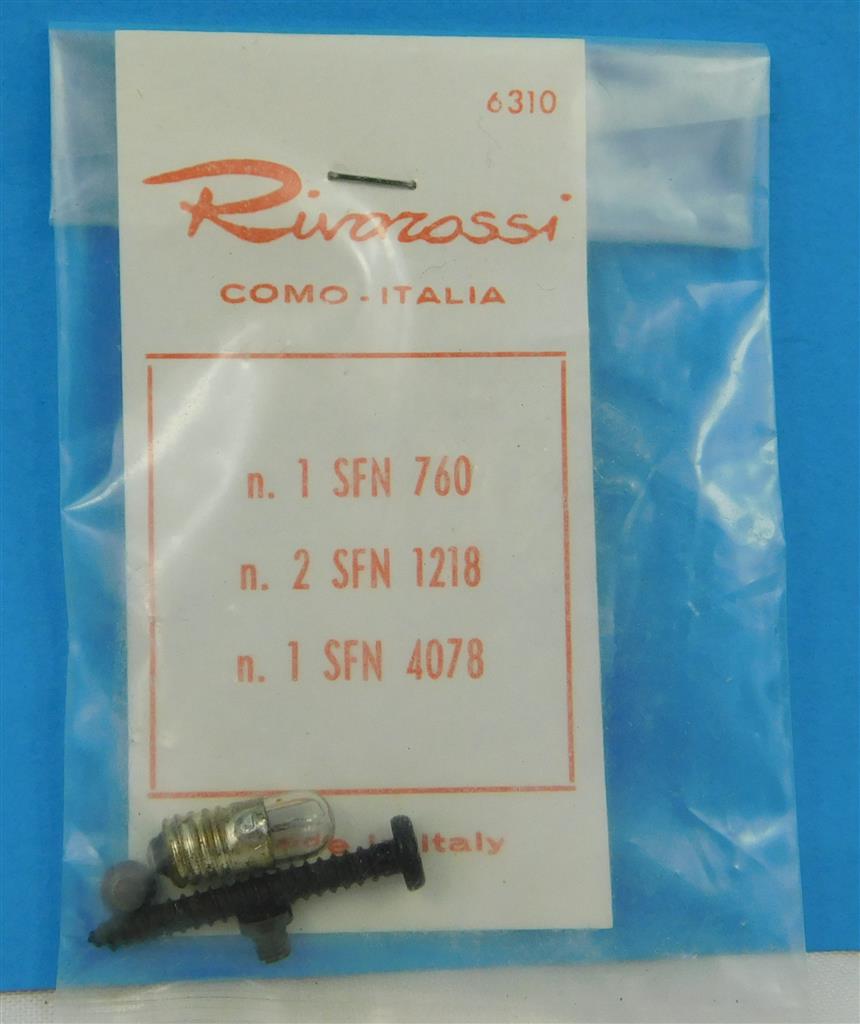 6310
Rivarossi
COMO - ITALIA
n. 1 SFN 760
n. 2 SFN 1218
n. 1 SFN 4078
Italy